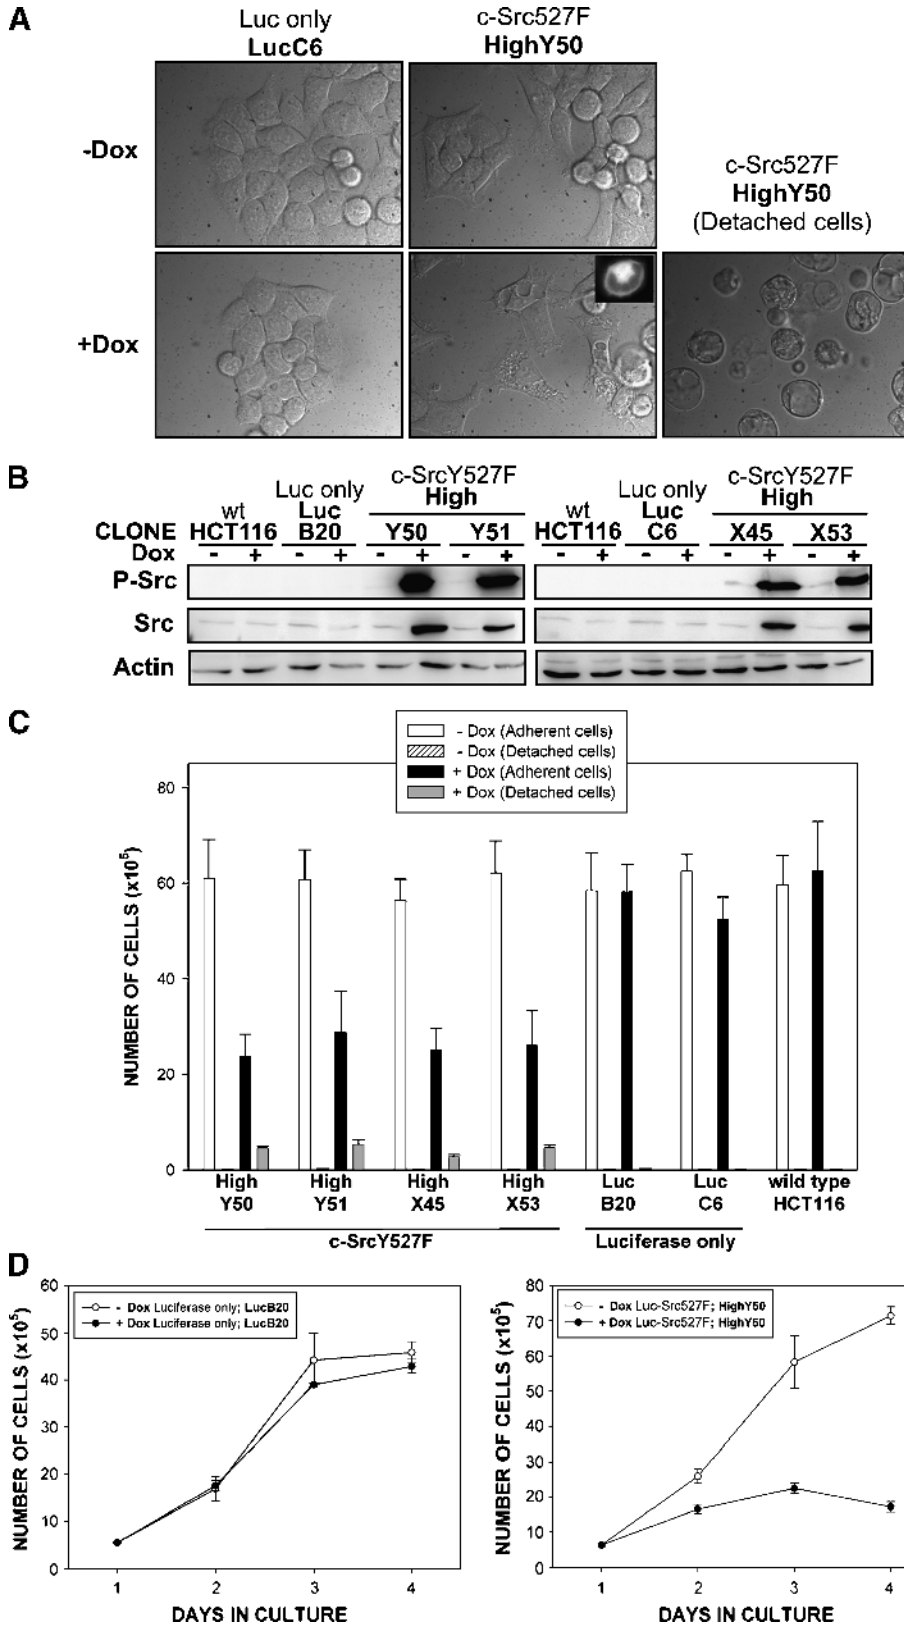 A
Luc only
LucC6
c-Src527F
HighY50
-Dox
c-Src527F
HighY50
(Detached cells)
+Dox
B
CLONE
Dox
wt
HCT116
Luc only
Luc
B20
c-SrcY527F
High
Y50
Y51
wt
HCT116
Luc only
Luc
C6
c-SrcY527F
High
X45
X53
- + - + - + - + - + - + - + - +
P-Src
Src
Actin
C
- Dox (Adherent cells)
- Dox (Detached cells)
+ Dox (Adherent cells)
+ Dox (Detached cells)
NUMBER OF CELLS (x10⁵)
80
60
40
20
0
High
Y50
High
Y51
High
X45
High
X53
Luc
B20
Luc
C6
wild type
HCT116
c-SrcY527F
Luciferase only
D
- Dox Luciferase only; LucB20
+ Dox Luciferase only; LucB20
NUMBER OF CELLS (x10⁵)
60
50
40
30
20
10
0
1 2 3 4
DAYS IN CULTURE
- Dox Luc-Src527F; HighY50
+ Dox Luc-Src527F; HighY50
NUMBER OF CELLS (x10⁵)
80
70
60
50
40
30
20
10
0
1 2 3 4
DAYS IN CULTURE